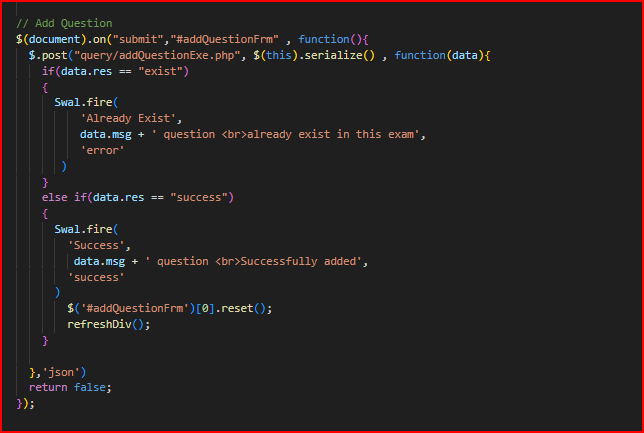 // Add Question
$(document).on("submit","#addQuestionFrm" , function(){
  $.post("query/addQuestionExe.php", $(this).serialize() , function(data){
    if(data.res == "exist")
    {
      Swal.fire(
          'Already Exist',
          data.msg + ' question <br>already exist in this exam',
          'error'
       )
    }
    else if(data.res == "success")
    {
      Swal.fire(
        'Success',
         data.msg + ' question <br>Successfully added',
        'success'
      )
        $('#addQuestionFrm')[0].reset();
        refreshDiv();
    }
  },'json')
  return false;
});